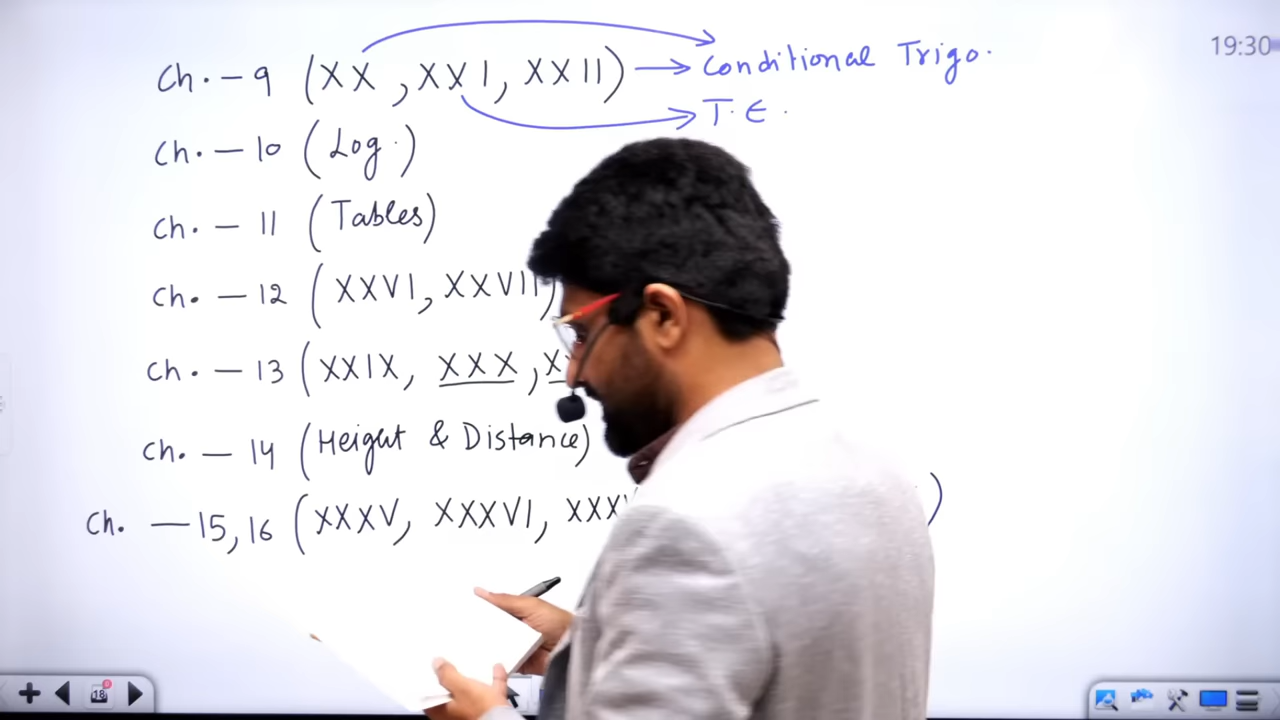 19:30
Ch. – 9 (XX, XXI, XXII) → Conditional Trigo.
T. E.
Ch. – 10 (Log.)
Ch. – 11 (Tables)
Ch. – 12 (XXVI, XXVII,
Ch. – 13 (XXIX, XXX,
Ch. – 14 (Height & Distance)
Ch. – 15, 16 (XXXV, XXXVI, )
18